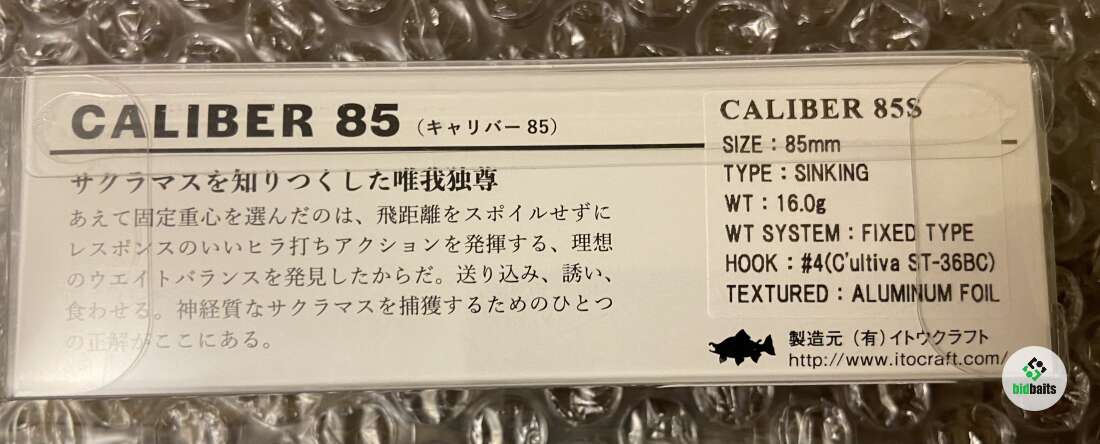 CALIBER 85 (キャリバー 85)
サクラマスを知りつくした唯我独尊
あえて固定重心を選んだのは、飛距離をスポイルせずに
レスポンスのいいヒラ打ちアクションを発揮する、理想
のウエイトバランスを発見したからだ。送り込み、誘い、
食わせる。神経質なサクラマスを捕獲するためのひとつ
の正解がここにある。
CALIBER 85S
SIZE : 85mm
TYPE : SINKING
WT : 16.0g
WT SYSTEM : FIXED TYPE
HOOK : #4(C'ultiva ST-36BC)
TEXTURED : ALUMINUM FOIL
製造元 (有)イトウクラフト
http://www.itocraft.com/
bidbaits